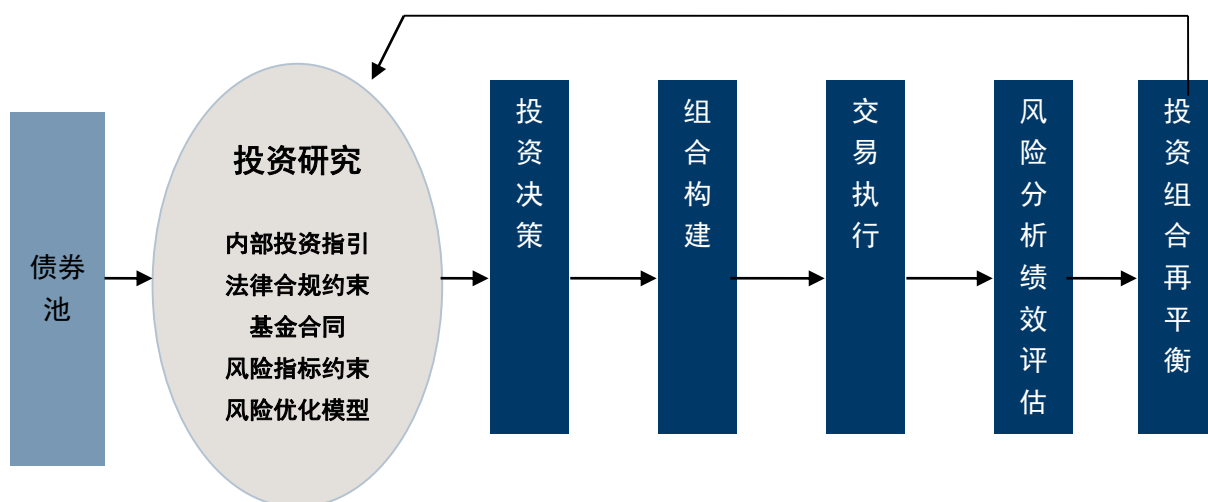 债券
池
投资研究
内部投资指引
法律合规约束
基金合同
风险指标约束
风险优化模型
投资决策
组合构建
交易执行
风险分析绩效评估
投资组合再平衡